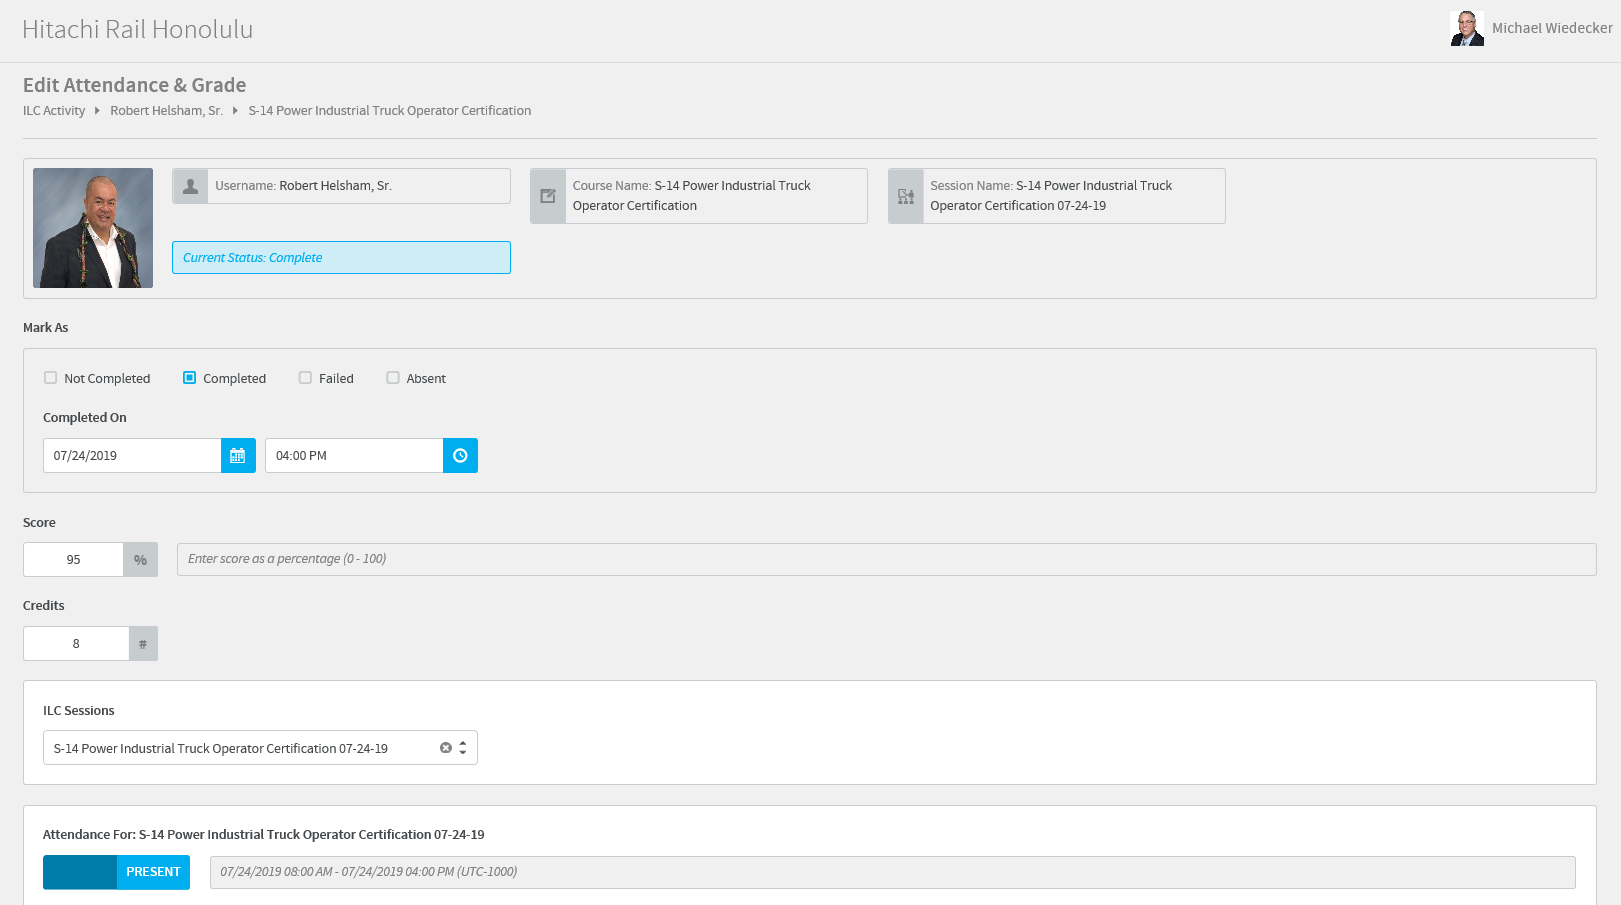 Hitachi Rail Honolulu
Michael Wiedecker
Edit Attendance & Grade
ILC Activity Robert Helsham, Sr. S-14 Power Industrial Truck Operator Certification
Username: Robert Helsham, Sr.
Course Name: S-14 Power Industrial Truck
Operator Certification
Session Name: S-14 Power Industrial Truck
Operator Certification 07-24-19
Current Status: Complete
Mark As
Not Completed Completed Failed Absent
Completed On
07/24/2019 04:00 PM
Score
95 % Enter score as a percentage (0 - 100)
Credits
8 #
ILC Sessions
S-14 Power Industrial Truck Operator Certification 07-24-19
Attendance For: S-14 Power Industrial Truck Operator Certification 07-24-19
PRESENT 07/24/2019 08:00 AM - 07/24/2019 04:00 PM (UTC-1000)